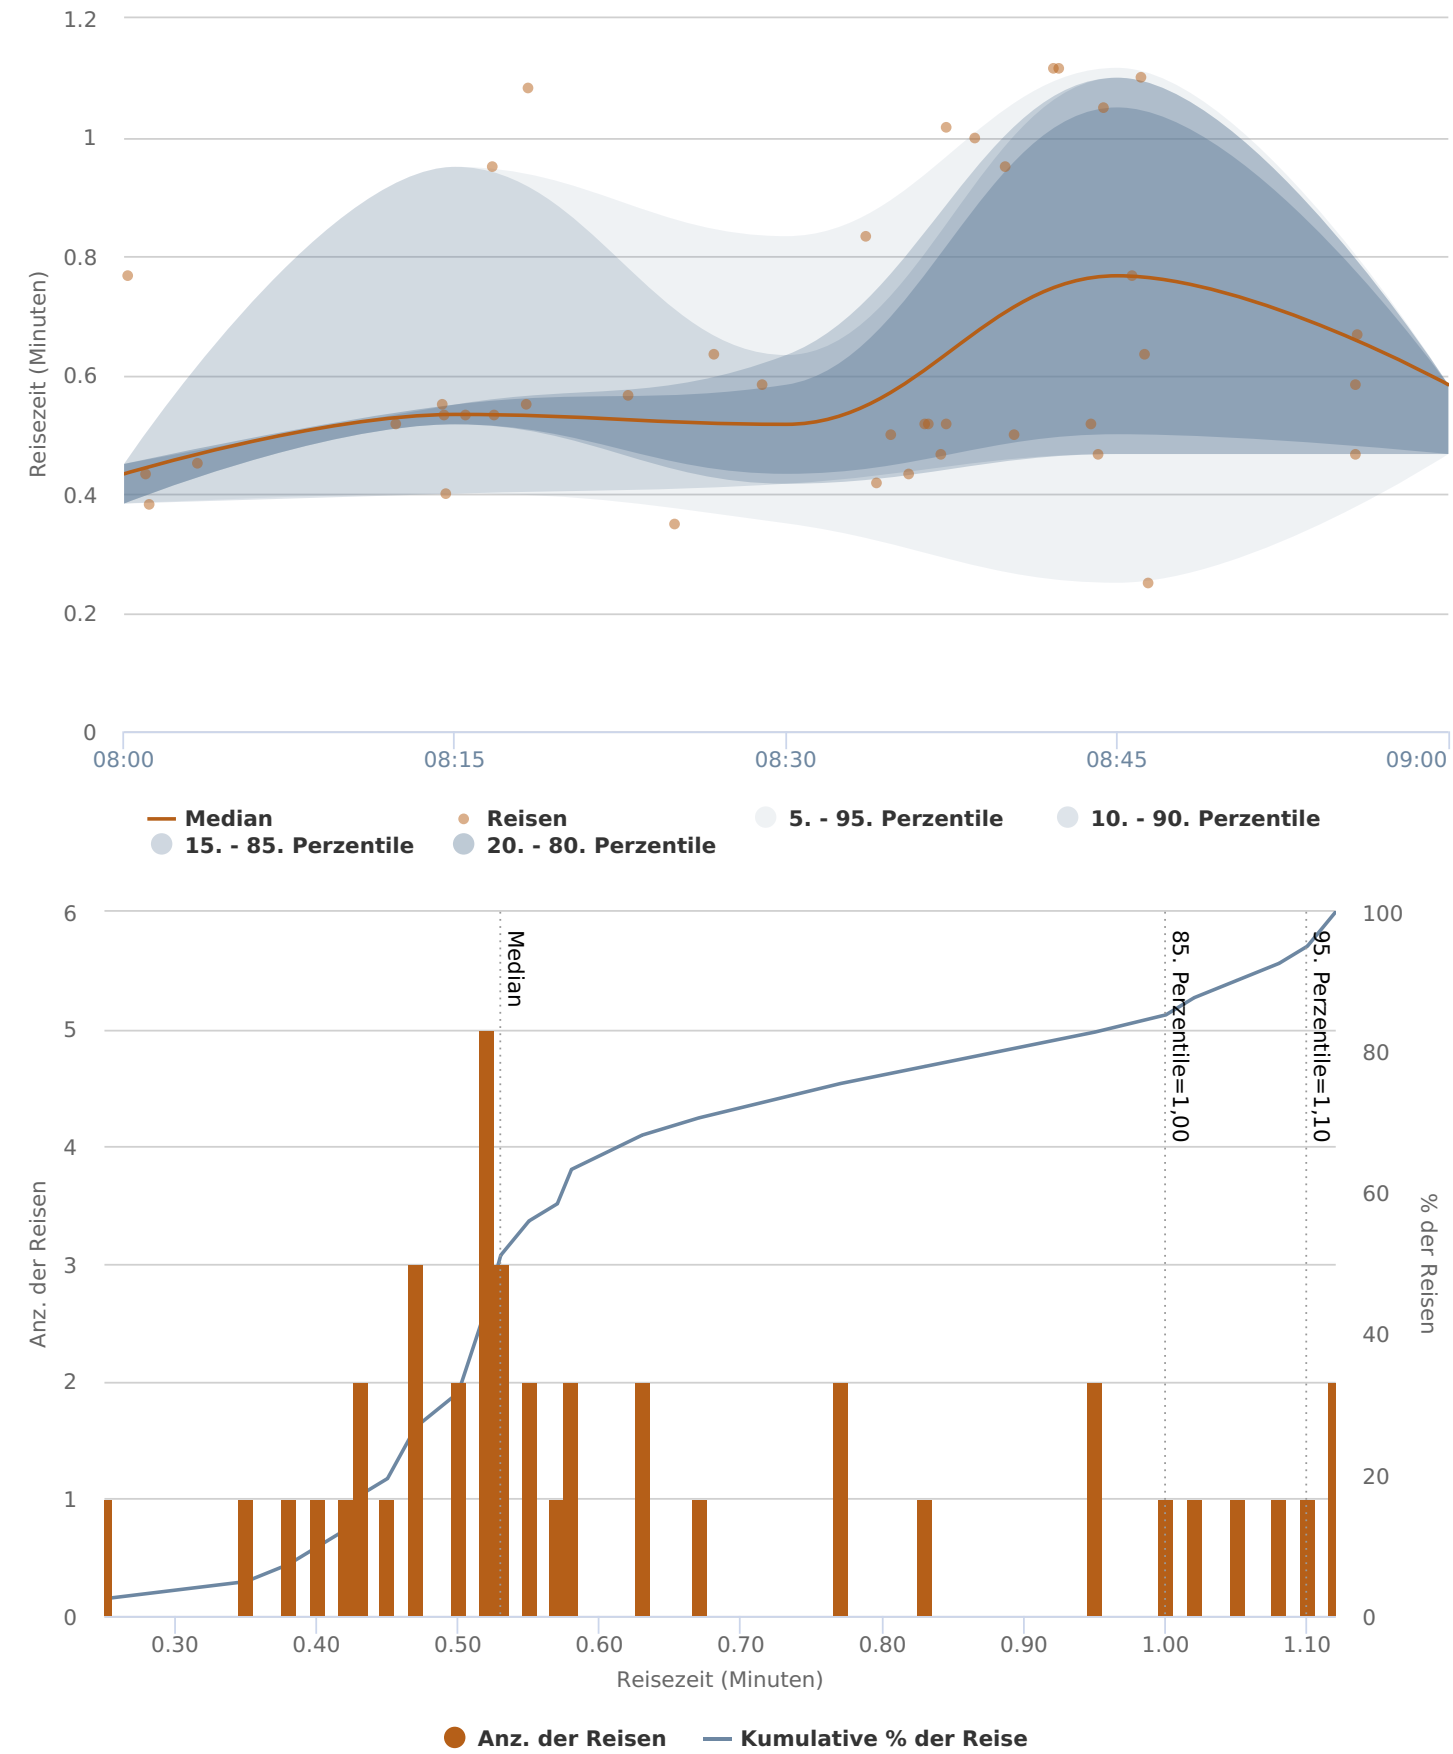 1.2
1
0.8
0.6
0.4
0.2
0
Reisezeit (Minuten)
08:00 08:15 08:30 08:45 09:00
Median Reisen 5. - 95. Perzentile 10. - 90. Perzentile
15. - 85. Perzentile 20. - 80. Perzentile
6
5
4
3
2
1
0
Anz. der Reisen
Median
85. Perzentile=1,00
95. Perzentile=1,10
100
80
60
40
20
0
% der Reisen
0.30 0.40 0.50 0.60 0.70 0.80 0.90 1.00 1.10
Reisezeit (Minuten)
Anz. der Reisen Kumulative % der Reise